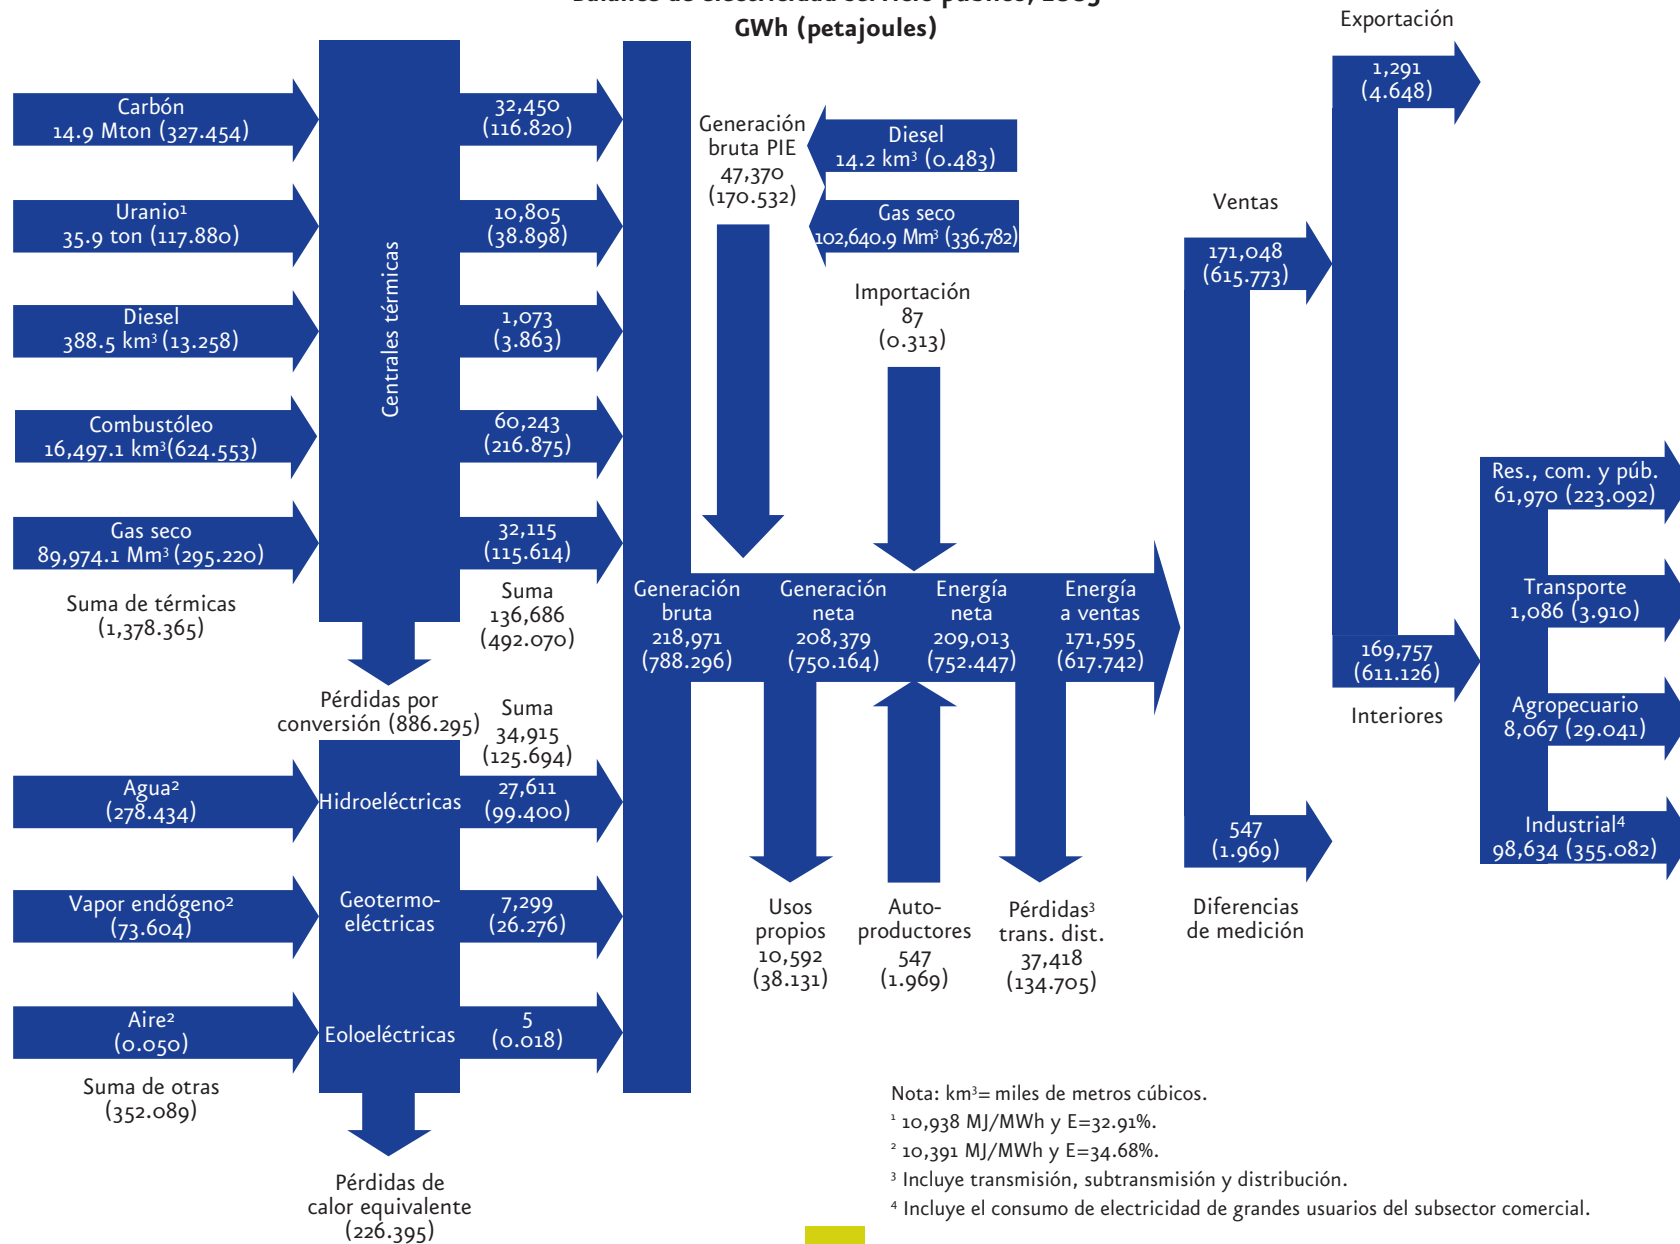 GWh (petajoules)
Carbón
14.9 Mton (327.454)
Uranio¹
35.9 ton (117.880)
Diesel
388.5 km³ (13.258)
Combustóleo
16,497.1 km³(624.553)
Gas seco
89,974.1 Mm³ (295.220)
Suma de térmicas
(1,378.365)
Centrales térmicas
32,450
(116.820)
10,805
(38.898)
1,073
(3.863)
60,243
(216.875)
32,115
(115.614)
Suma
136,686
(492.070)
Pérdidas por
conversión (886.295)
Suma
34,915
(125.694)
Agua²
(278.434)
Hidroeléctricas
27,611
(99.400)
Vapor endógeno²
(73.604)
Geotermo-
eléctricas
7,299
(26.276)
Aire²
(0.050)
Eoloeléctricas
5
(0.018)
Suma de otras
(352.089)
Pérdidas de
calor equivalente
(226.395)
Generación
bruta PIE
47,370
(170.532)
Diesel
14.2 km³ (0.483)
Gas seco
102,640.9 Mm³ (336.782)
Importación
87
(0.313)
Generación
bruta
218,971
(788.296)
Generación
neta
208,379
(750.164)
Energía
neta
209,013
(752.447)
Energía
a ventas
171,595
(617.742)
Usos
propios
10,592
(38.131)
Auto-
productores
547
(1.969)
Pérdidas³
trans. dist.
37,418
(134.705)
Ventas
171,048
(615.773)
547
(1.969)
Diferencias
de medición
Exportación
1,291
(4.648)
169,757
(611.126)
Interiores
Res., com. y púb.
61,970 (223.092)
Transporte
1,086 (3.910)
Agropecuario
8,067 (29.041)
Industrial⁴
98,634 (355.082)
Nota: km³= miles de metros cúbicos.
¹ 10,938 MJ/MWh y E=32.91%.
² 10,391 MJ/MWh y E=34.68%.
³ Incluye transmisión, subtransmisión y distribución.
⁴ Incluye el consumo de electricidad de grandes usuarios del subsector comercial.